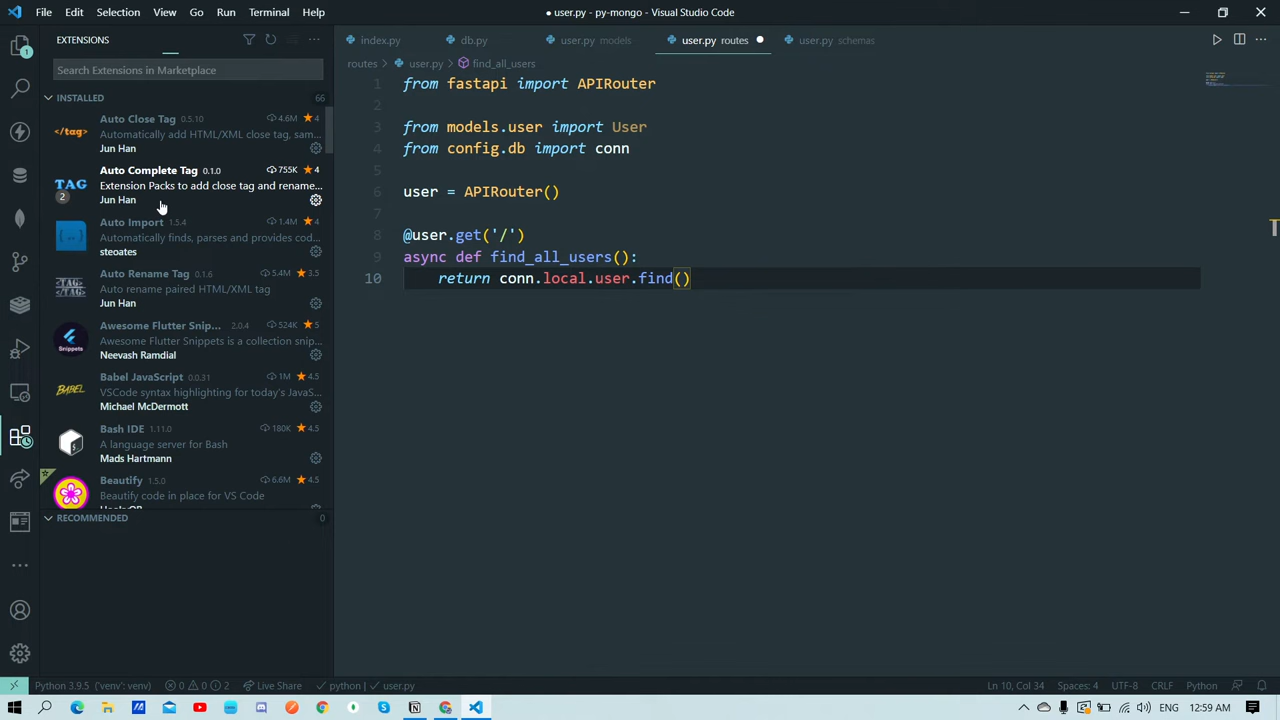 File Edit Selection View Go Run Terminal Help
● user.py - py-mongo - Visual Studio Code
EXTENSIONS
Search Extensions in Marketplace
INSTALLED 66
</tag>
Auto Close Tag 0.5.10 4.6M ★4
Automatically add HTML/XML close tag, sam...
Jun Han
TAG
2
Auto Complete Tag 0.1.0 755K ★4
Extension Packs to add close tag and rename...
Jun Han
Auto Import 1.5.4 1.4M ★4
Automatically finds, parses and provides cod...
steoates
Auto Rename Tag 0.1.6 5.4M ★3.5
Auto rename paired HTML/XML tag
Jun Han
Snippets
Awesome Flutter Snip... 2.0.4 524K ★5
Awesome Flutter Snippets is a collection snip...
Neevash Ramdial
BABEL
Babel JavaScript 0.0.31 1M ★4.5
VSCode syntax highlighting for today's JavaS...
Michael McDermott
Bash IDE 1.11.0 180K ★4.5
A language server for Bash
Mads Hartmann
Beautify 1.5.0 6.6M ★4.5
Beautify code in place for VS Code
HookyQR
RECOMMENDED 0
1
index.py db.py user.py models user.py routes ● user.py schemas
routes > user.py > find_all_users
1 from fastapi import APIRouter
2
3 from models.user import User
4 from config.db import conn
5
6 user = APIRouter()
7
8 @user.get('/')
9 async def find_all_users():
10 return conn.local.user.find()
Python 3.9.5 ('venv': venv) 0 0 2 Live Share ✓ python | ✓ user.py
Ln 10, Col 34 Spaces: 4 UTF-8 CRLF Python
ENG 12:59 AM